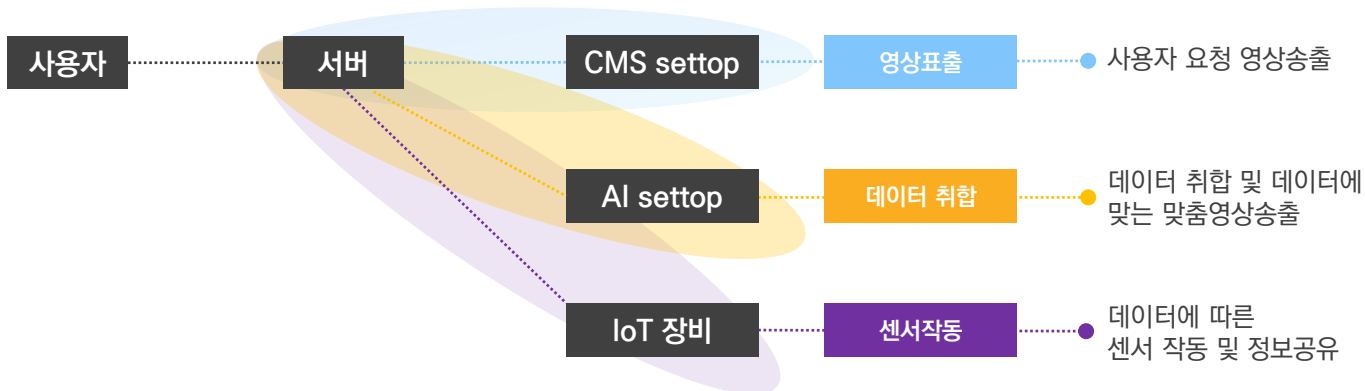 사용자
서버
CMS settop
영상표출
사용자 요청 영상송출
AI settop
데이터 취합
데이터 취합 및 데이터에
맞는 맞춤영상송출
IoT 장비
센서작동
데이터에 따른
센서 작동 및 정보공유